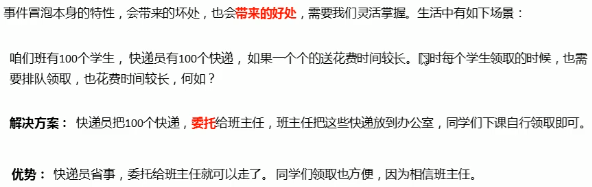 事件冒泡本身的特性，会带来的坏处，也会带来的好处，需要我们灵活掌握。生活中有如下场景：
咱们班有100个学生，快递员有100个快递，如果一个个的送花费时间较长。同时每个学生领取的时候，也需
要排队领取，也花费时间较长，何如？
解决方案：快递员把100个快递，委托给班主任，班主任把这些快递放到办公室，同学们下课自行领取即可。
优势：快递员省事，委托给班主任就可以走了。同学们领取也方便，因为相信班主任。